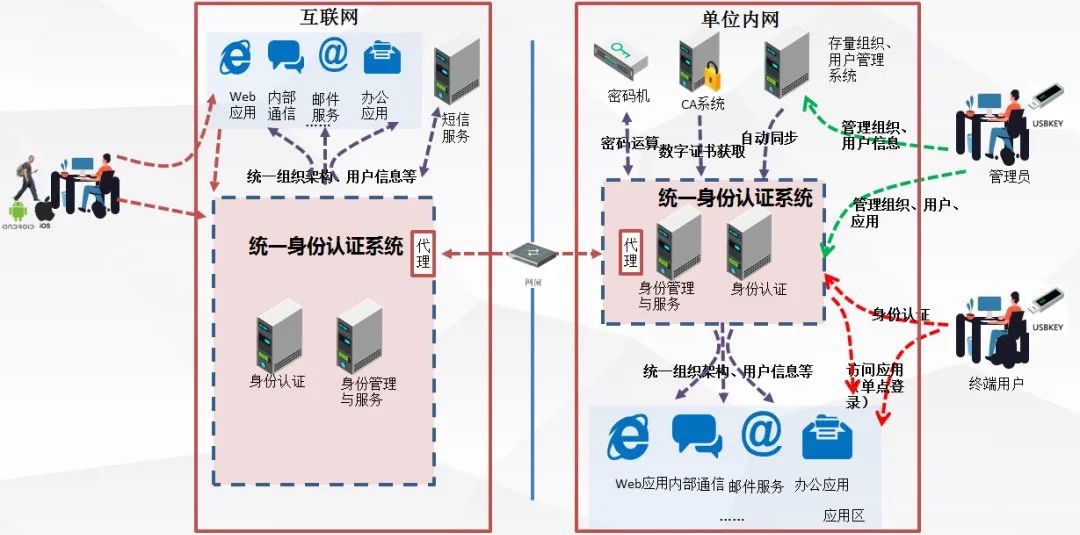 互联网
Web
应用
内部
通信
邮件
服务
......
办公
应用
短信
服务
统一组织架构、用户信息等
ANDROID
iOS
统一身份认证系统
代
理
身份认证
身份管理
与服务
网闸
单位内网
密码机
CA系统
存量组织、
用户管理
系统
密码运算
数字证书获取
自动同步
统一身份认证系统
代
理
身份管理
与服务
身份认证
统一组织架构、用户信息等
Web应用
内部通信
邮件服务
办公应用
......
应用区
USBKEY
管理组织、
用户信息
管理员
管理组织、用户、
应用
身份认证
USBKEY
访问应用
（单点登
录）
终端用户